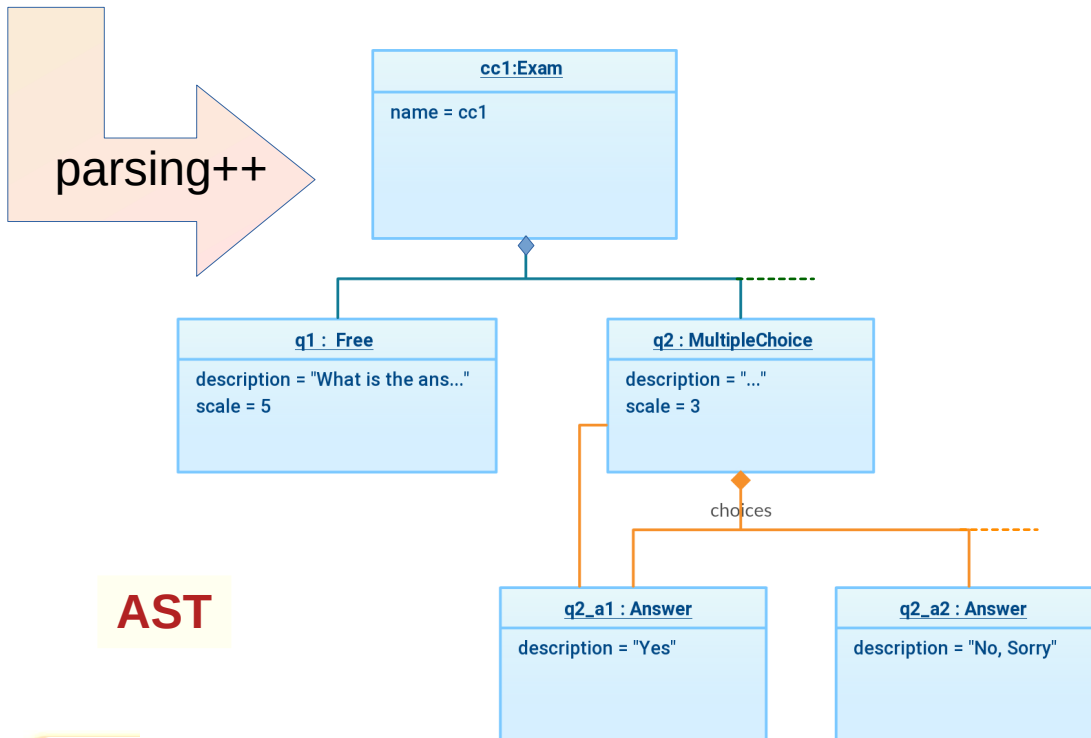 cc1:Exam
name = cc1
parsing++
q1 :  Free
description = "What is the ans..."
scale = 5
q2 : MultipleChoice
description = "..."
scale = 3
choices
AST
q2_a1 : Answer
description = "Yes"
q2_a2 : Answer
description = "No, Sorry"